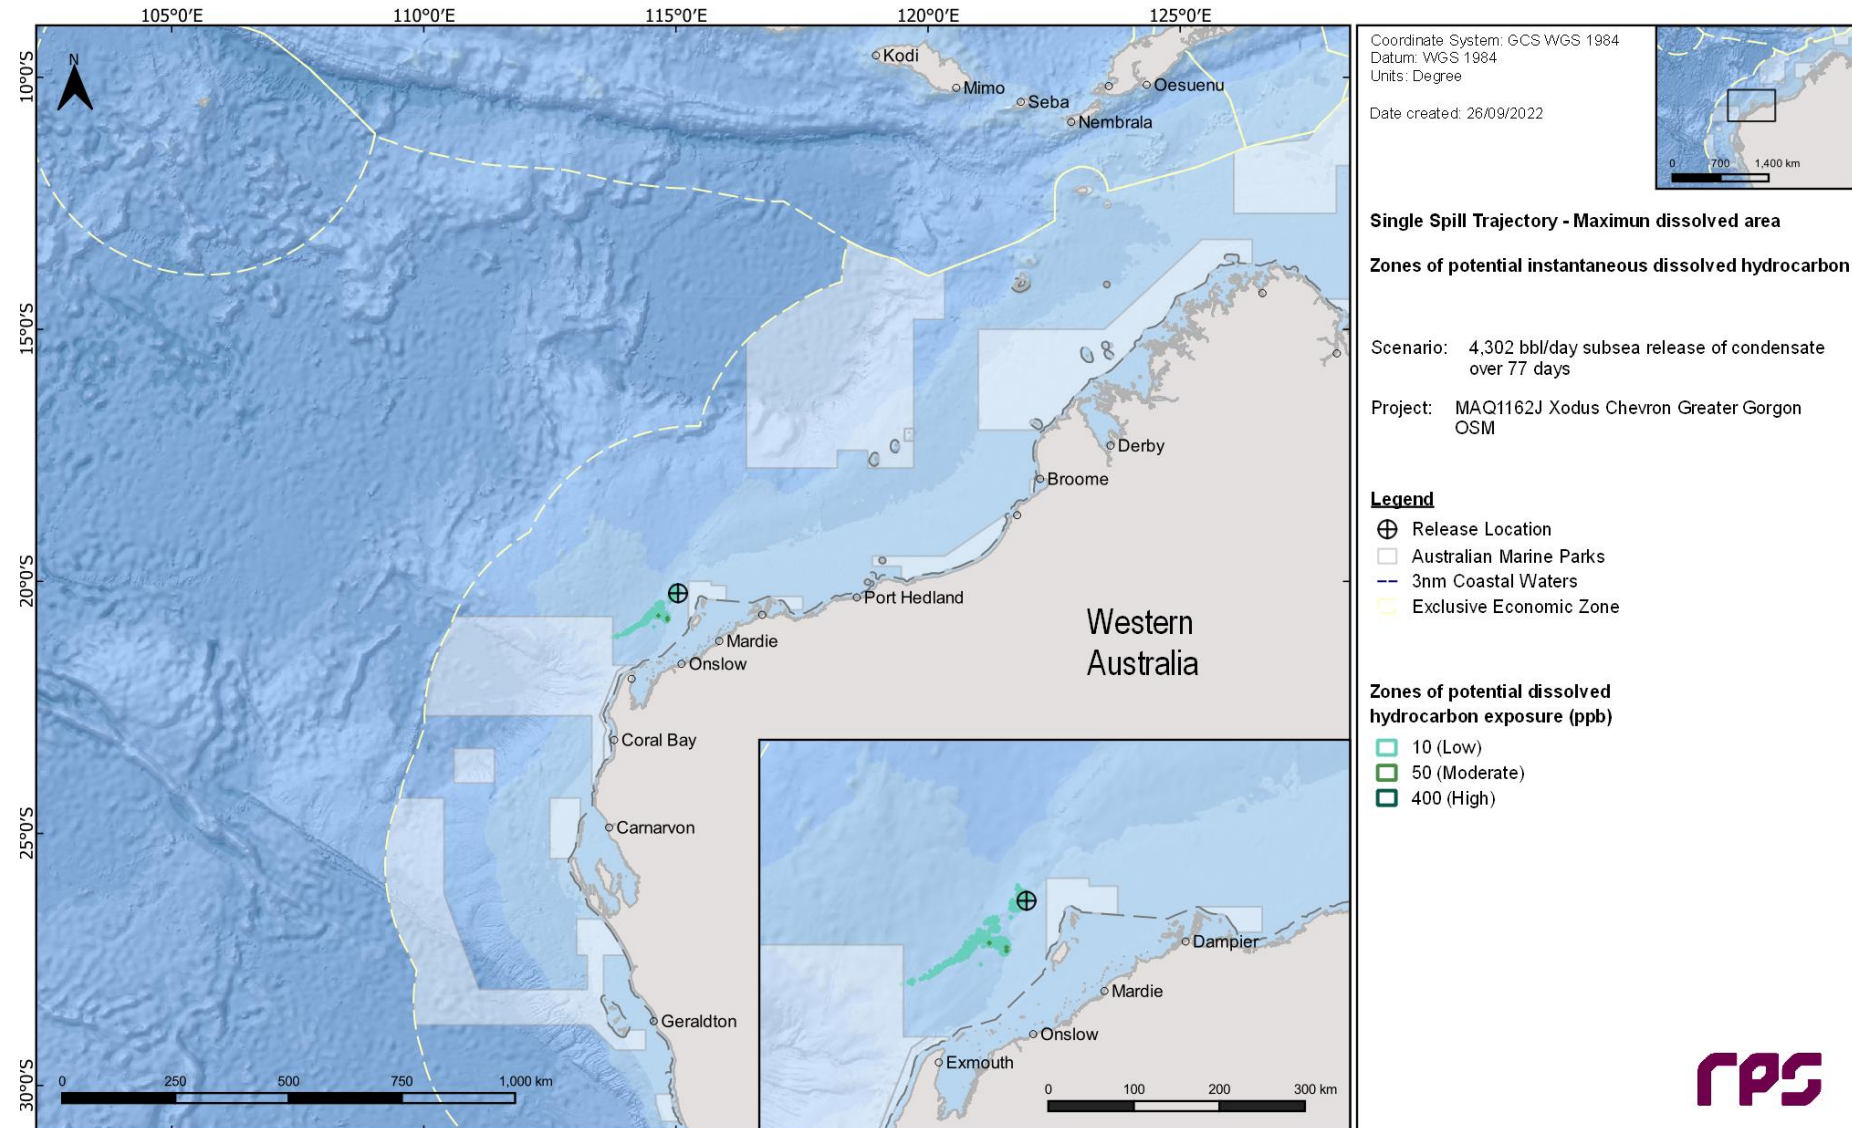 105°0'E 110°0'E 115°0'E 120°0'E 125°0'E
10°0'S
15°0'S
20°0'S
25°0'S
30°0'S
N
Kodi
Mimo
Seba
Oesuenu
Nembrala
Derby
Broome
Port Hedland
Mardie
Onslow
Coral Bay
Carnarvon
Geraldton
Western
Australia
0 250 500 750 1,000 km
Dampier
Mardie
Onslow
Exmouth
0 100 200 300 km
Coordinate System: GCS WGS 1984
Datum: WGS 1984
Units: Degree
Date created: 26/09/2022
0 700 1,400 km
Single Spill Trajectory - Maximun dissolved area
Zones of potential instantaneous dissolved hydrocarbon
Scenario: 4,302 bbl/day subsea release of condensate
over 77 days
Project: MAQ1162J Xodus Chevron Greater Gorgon
OSM
Legend
Release Location
Australian Marine Parks
3nm Coastal Waters
Exclusive Economic Zone
Zones of potential dissolved
hydrocarbon exposure (ppb)
10 (Low)
50 (Moderate)
400 (High)
rps